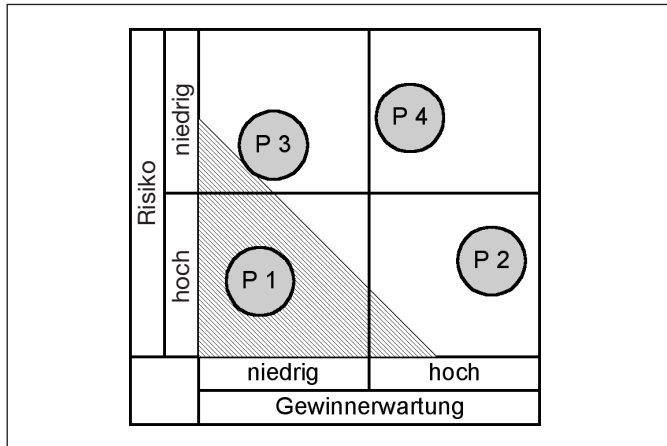 Risiko
niedrig
hoch
P 3
P 4
P 1
P 2
niedrig
hoch
Gewinnerwartung